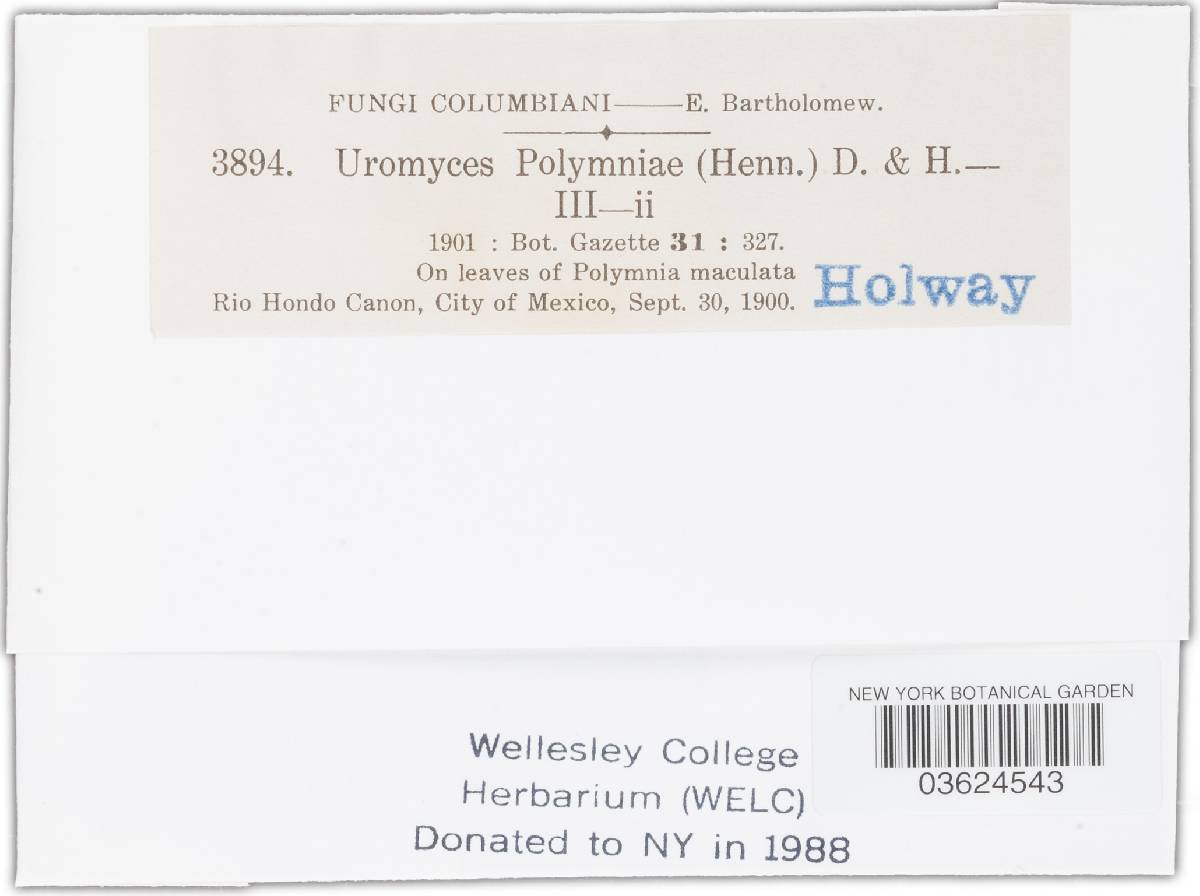 FUNGI COLUMBIANI——E. Bartholomew.
3894. Uromyces Polymniae (Henn.) D. & H.—
III—ii
1901 : Bot. Gazette 31 : 327.
On leaves of Polymnia maculata
Rio Hondo Canon, City of Mexico, Sept. 30, 1900.
Holway
NEW YORK BOTANICAL GARDEN
03624543
Wellesley College
Herbarium (WELC)
Donated to NY in 1988